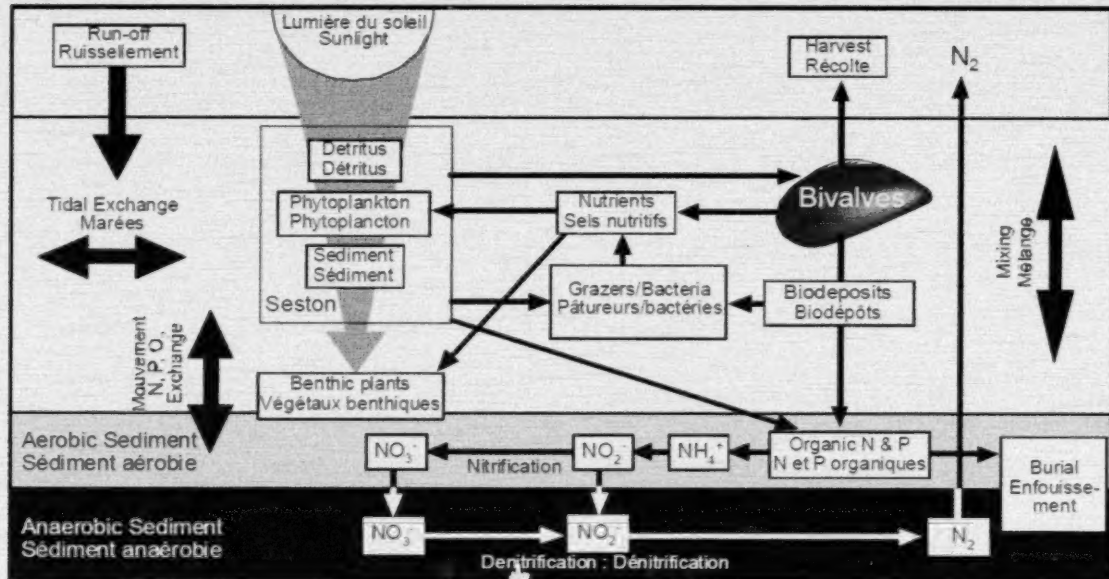 Run-off
Ruissellement
Lumière du soleil
Sunlight
Harvest
Récolte
N2
Detritus
Détritus
Phytoplankton
Phytoplancton
Sediment
Sédiment
Seston
Nutrients
Sels nutritifs
Bivalves
Tidal Exchange
Marées
Grazers/Bacteria
Pâtureurs/bactéries
Biodeposits
Biodépôts
Mixing
Mélange
Mouvement
N, P, O,
Exchange
Benthic plants
Végétaux benthiques
Aerobic Sediment
Sédiment aérobie
NO3-
Nitrification
NO2-
NH4+
Organic N & P
N et P organiques
Burial
Enfouisse-
ment
Anaerobic Sediment
Sédiment anaérobie
NO3-
NO2-
N2
Denitrification : Dénitrification